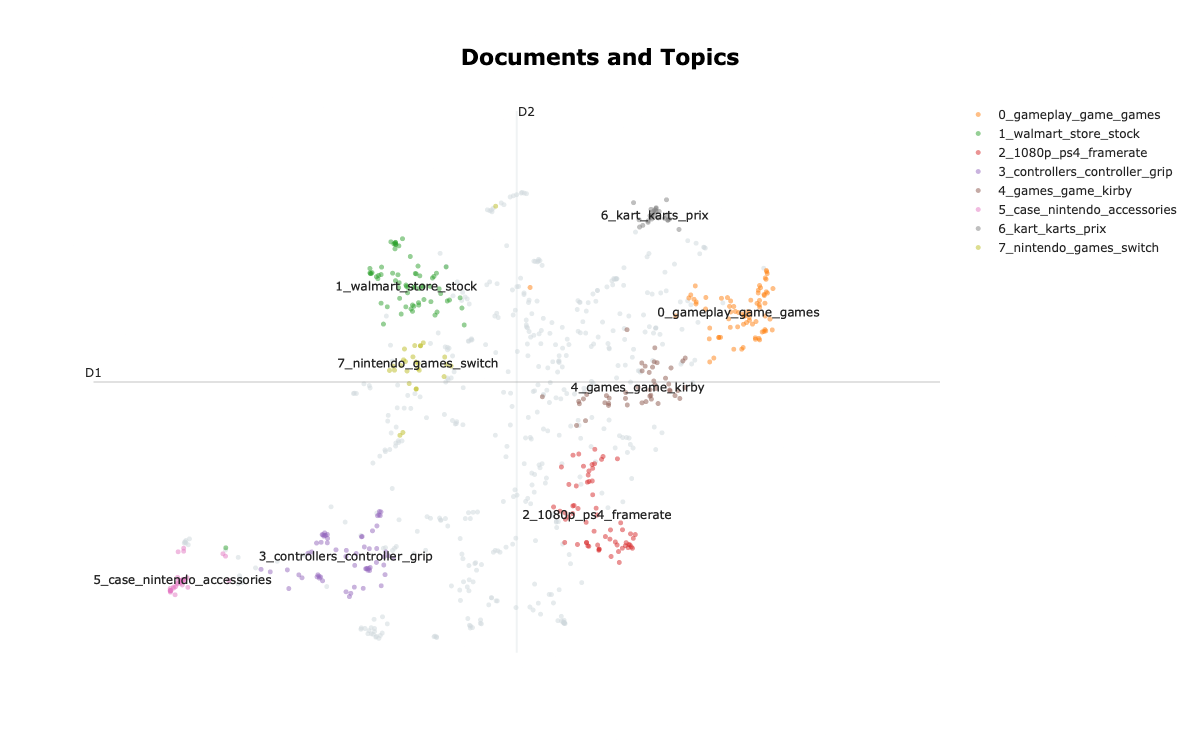 Documents and Topics
D2
0_gameplay_game_games
1_walmart_store_stock
2_1080p_ps4_framerate
3_controllers_controller_grip
4_games_game_kirby
5_case_nintendo_accessories
6_kart_karts_prix
7_nintendo_games_switch
6_kart_karts_prix
1_walmart_store_stock
0_gameplay_game_games
7_nintendo_games_switch
D1
4_games_game_kirby
2_1080p_ps4_framerate
3_controllers_controller_grip
5_case_nintendo_accessories